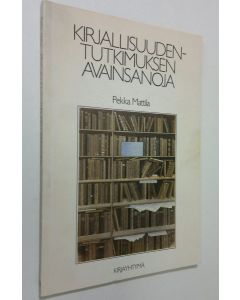 KIRJALLISUUDEN-
TUTKIMUKSEN
AVAINSANOJA
Pekka Mattila
KIRJAYHTYMÄ